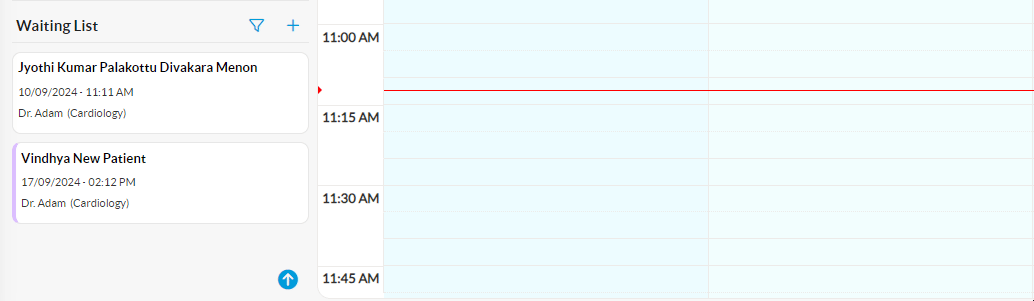 Waiting List
Jyothi Kumar Palakottu Divakara Menon
10/09/2024 - 11:11 AM
Dr. Adam (Cardiology)
Vindhya New Patient
17/09/2024 - 02:12 PM
Dr. Adam (Cardiology)
11:00 AM
11:15 AM
11:30 AM
11:45 AM